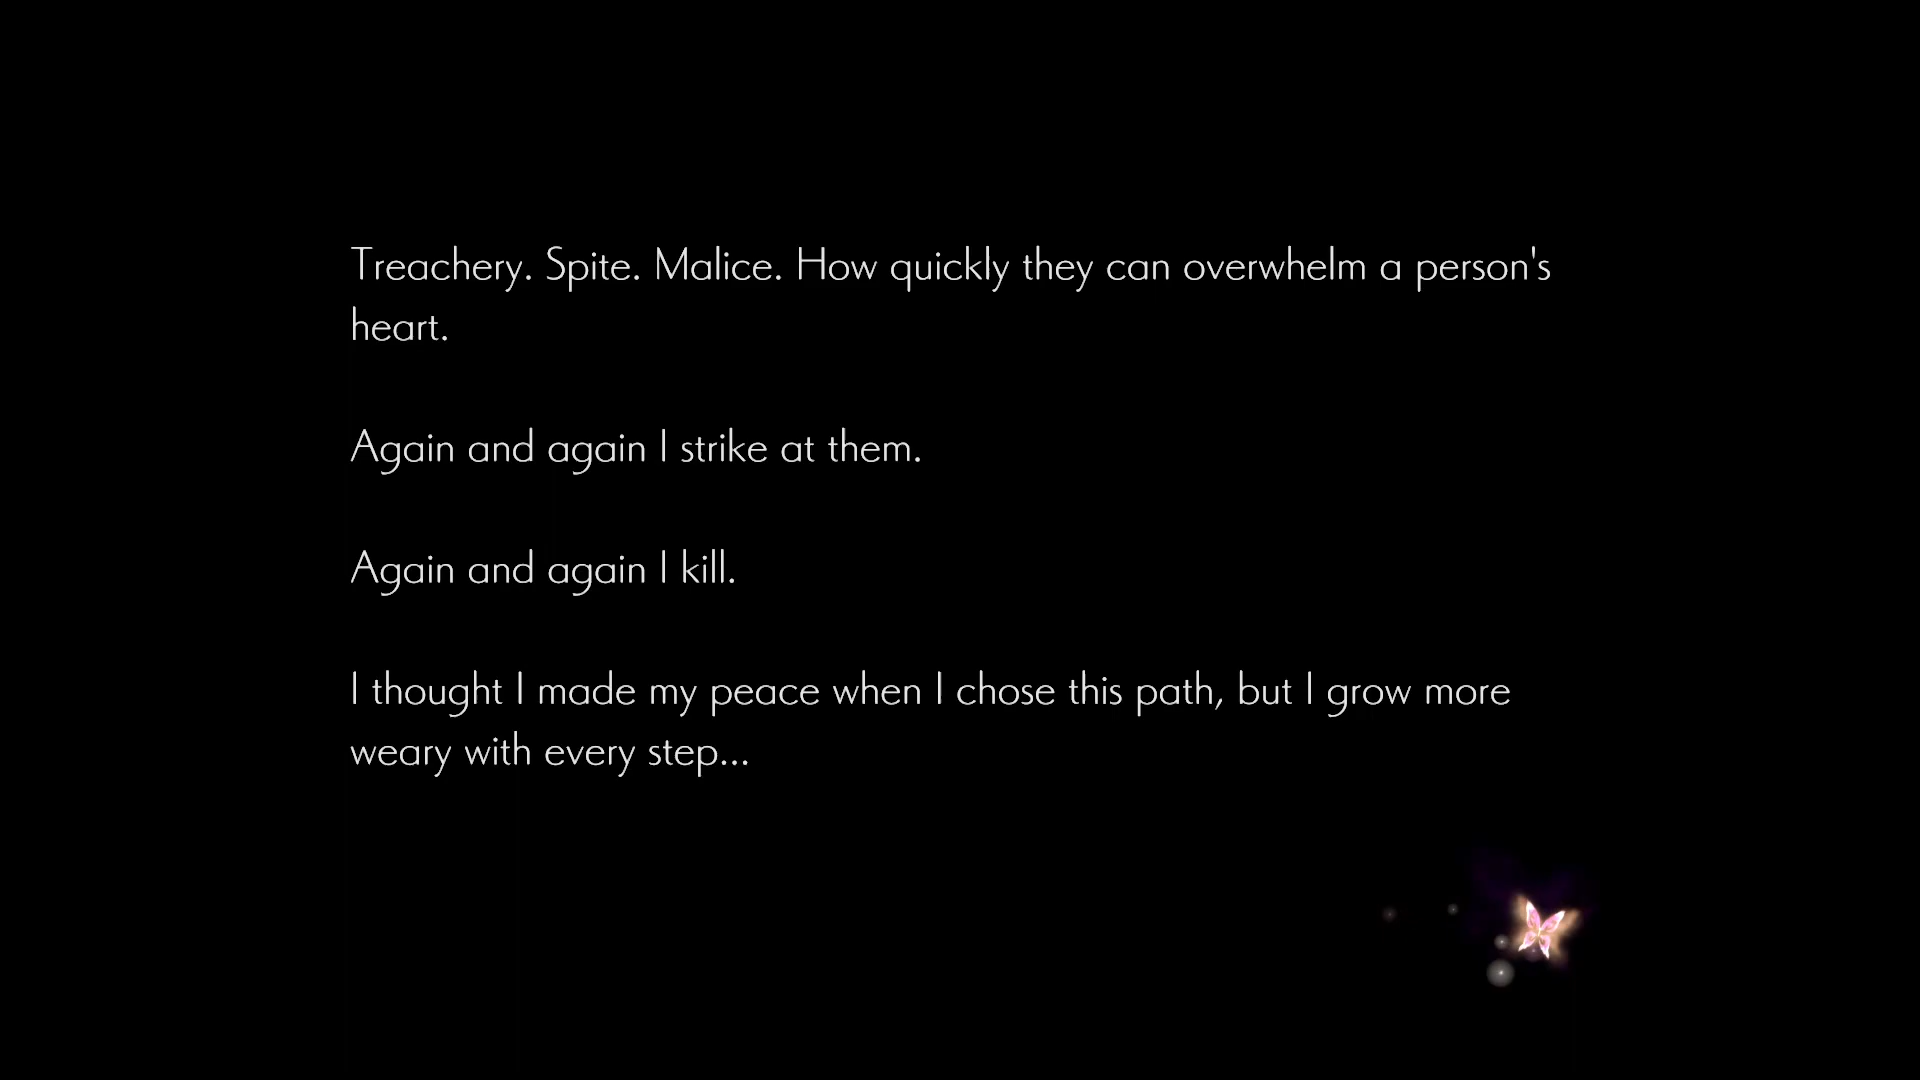 Treachery. Spite. Malice. How quickly they can overwhelm a person's
heart.
Again and again I strike at them.
Again and again I kill.
I thought I made my peace when I chose this path, but I grow more
weary with every step...